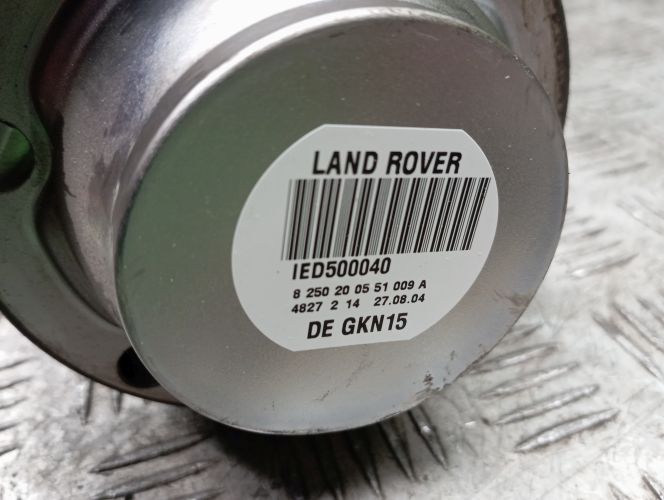 LAND ROVER
IED500040
8 250 20 05 51 009 A
4827 2 14 27.08.04
DE GKN15